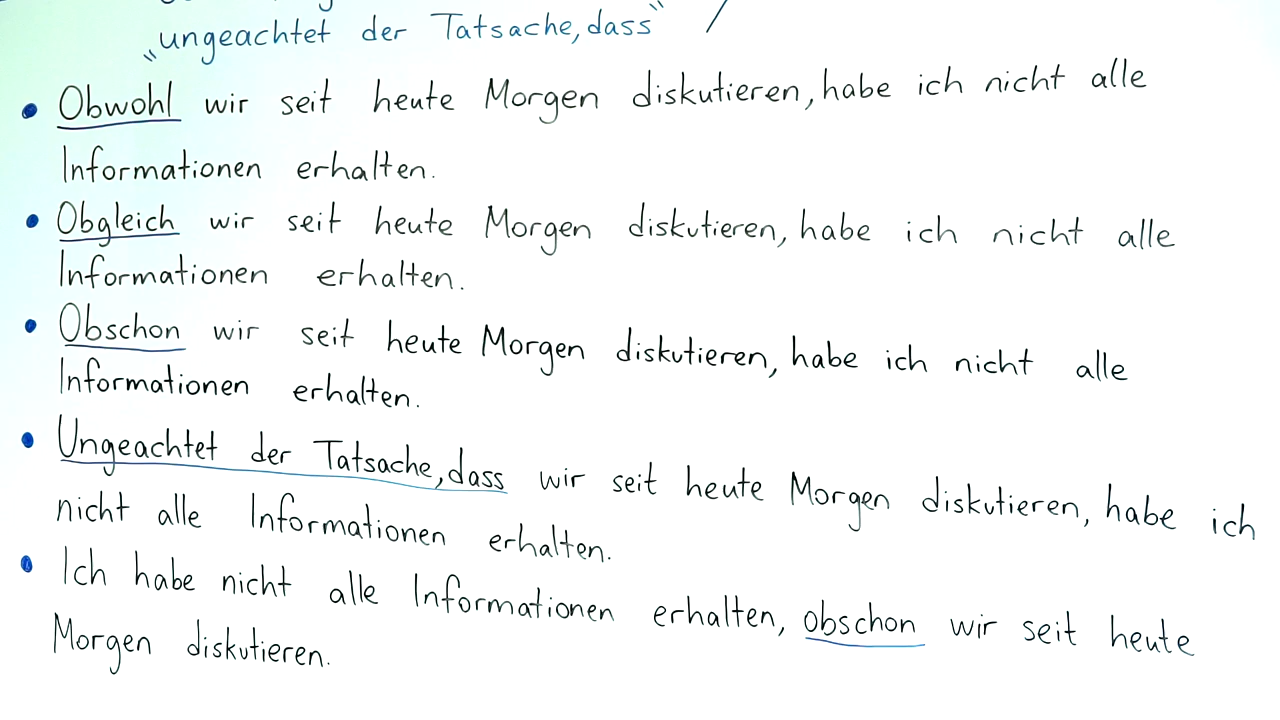 „ungeachtet der Tatsache, dass“ /
• Obwohl wir seit heute Morgen diskutieren, habe ich nicht alle
Informationen erhalten.
• Obgleich wir seit heute Morgen diskutieren, habe ich nicht alle
Informationen erhalten.
• Obschon wir seit heute Morgen diskutieren, habe ich nicht alle
Informationen erhalten.
• Ungeachtet der Tatsache, dass wir seit heute Morgen diskutieren, habe ich
nicht alle Informationen erhalten.
• Ich habe nicht alle Informationen erhalten, obschon wir seit heute
Morgen diskutieren.